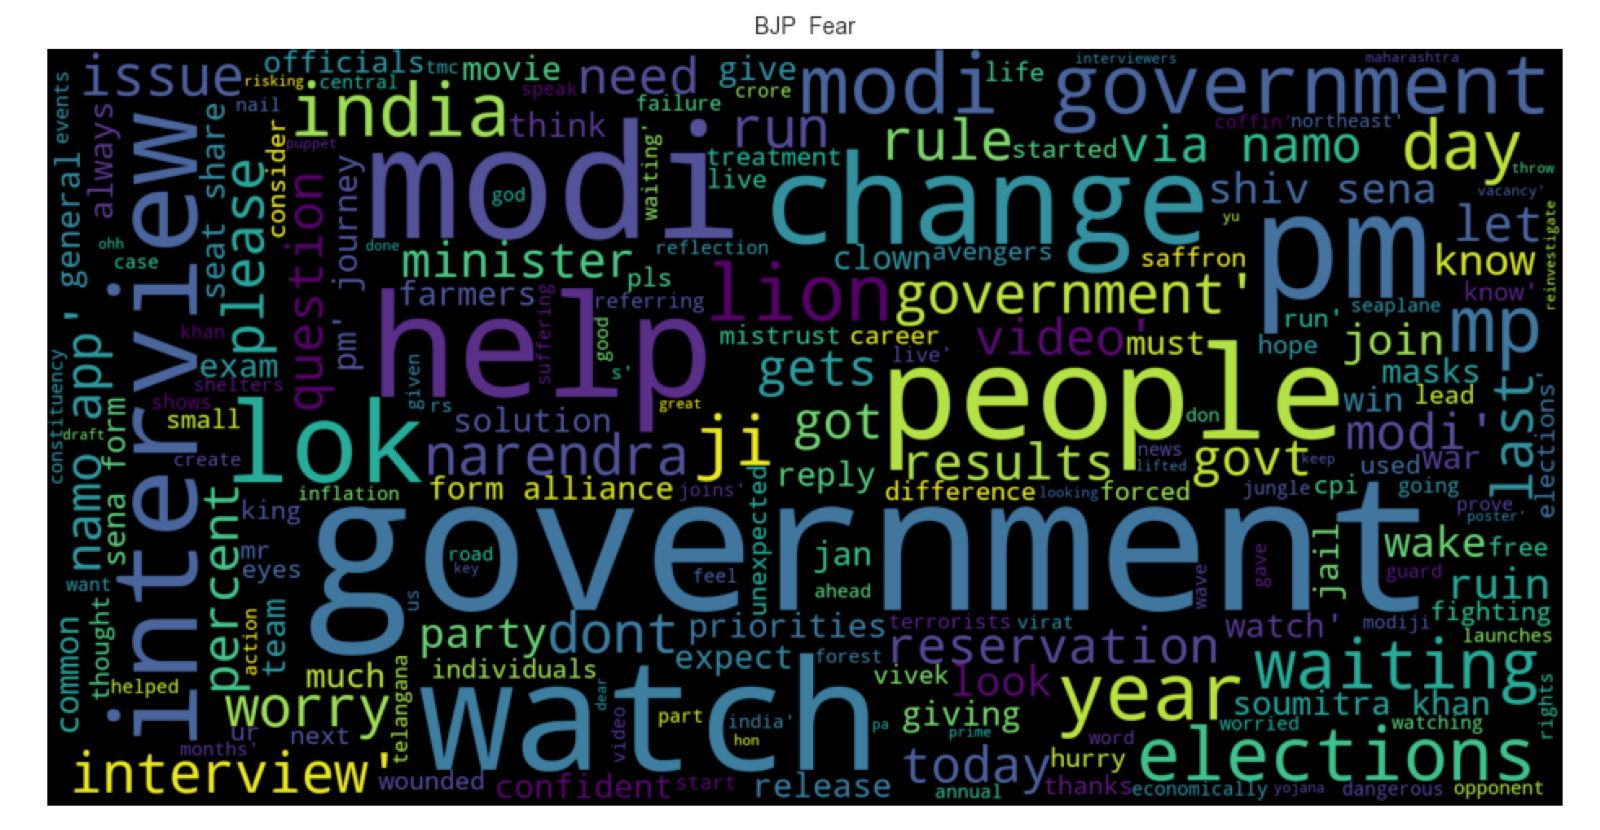 BJP Fear
issue
risking
officials
central
tmc
movie
speak
need
failure
give
crore
modi
life
interviewers
government
maharashtra
events
always
interview
nail
seat share
consider
india
puppet
think
modi
waiting'
run
treatment
live
rule
started
via namo
coffin'
northeast'
day
throw
general
please
question
journey
god
change
shiv sena
yu
pm
let
vacancy'
reinvestigate
ohh
case
done
minister
reflection
pls
clown
avengers
saffron
know
know'
farmers
suffering
referring
lion
government'
seaplane
run'
mp
namo app'
khan
pm'
help
good
s'
mistrust
career
video'
must
hope
join
constituency
exam
shelters
given
live'
gets
people
masks
last
shows
small
rs
great
solution
got
don
win
lead
elections'
draft
sena form
create
lok
narendra
ji
reply
results
news
lifted
govt
keep
modi'
used
war
percent
inflation
form alliance
joins'
unexpected
difference
looking
forced
jungle
cpi
going
prove
poster'
king
mr
eyes
government
road
key
feel
jan
ahead
wave
gave
jail
wake
free
guard
ruin
want
us
fighting
common
thought
action
team
party
dont
priorities
terrorists
virat
reservation
watch'
modiji
launches
helped
much
individuals
expect
forest
vivek
look
waiting
worry
telangana
watch
dear
video
part
india'
hon
pa
giving
prime
year
soumitra khan
worried
watching
rights
months'
ur
next
word
interview'
wounded
confident
start
release
today
annual
hurry
thanks
elections
economically
yojana
dangerous
opponent